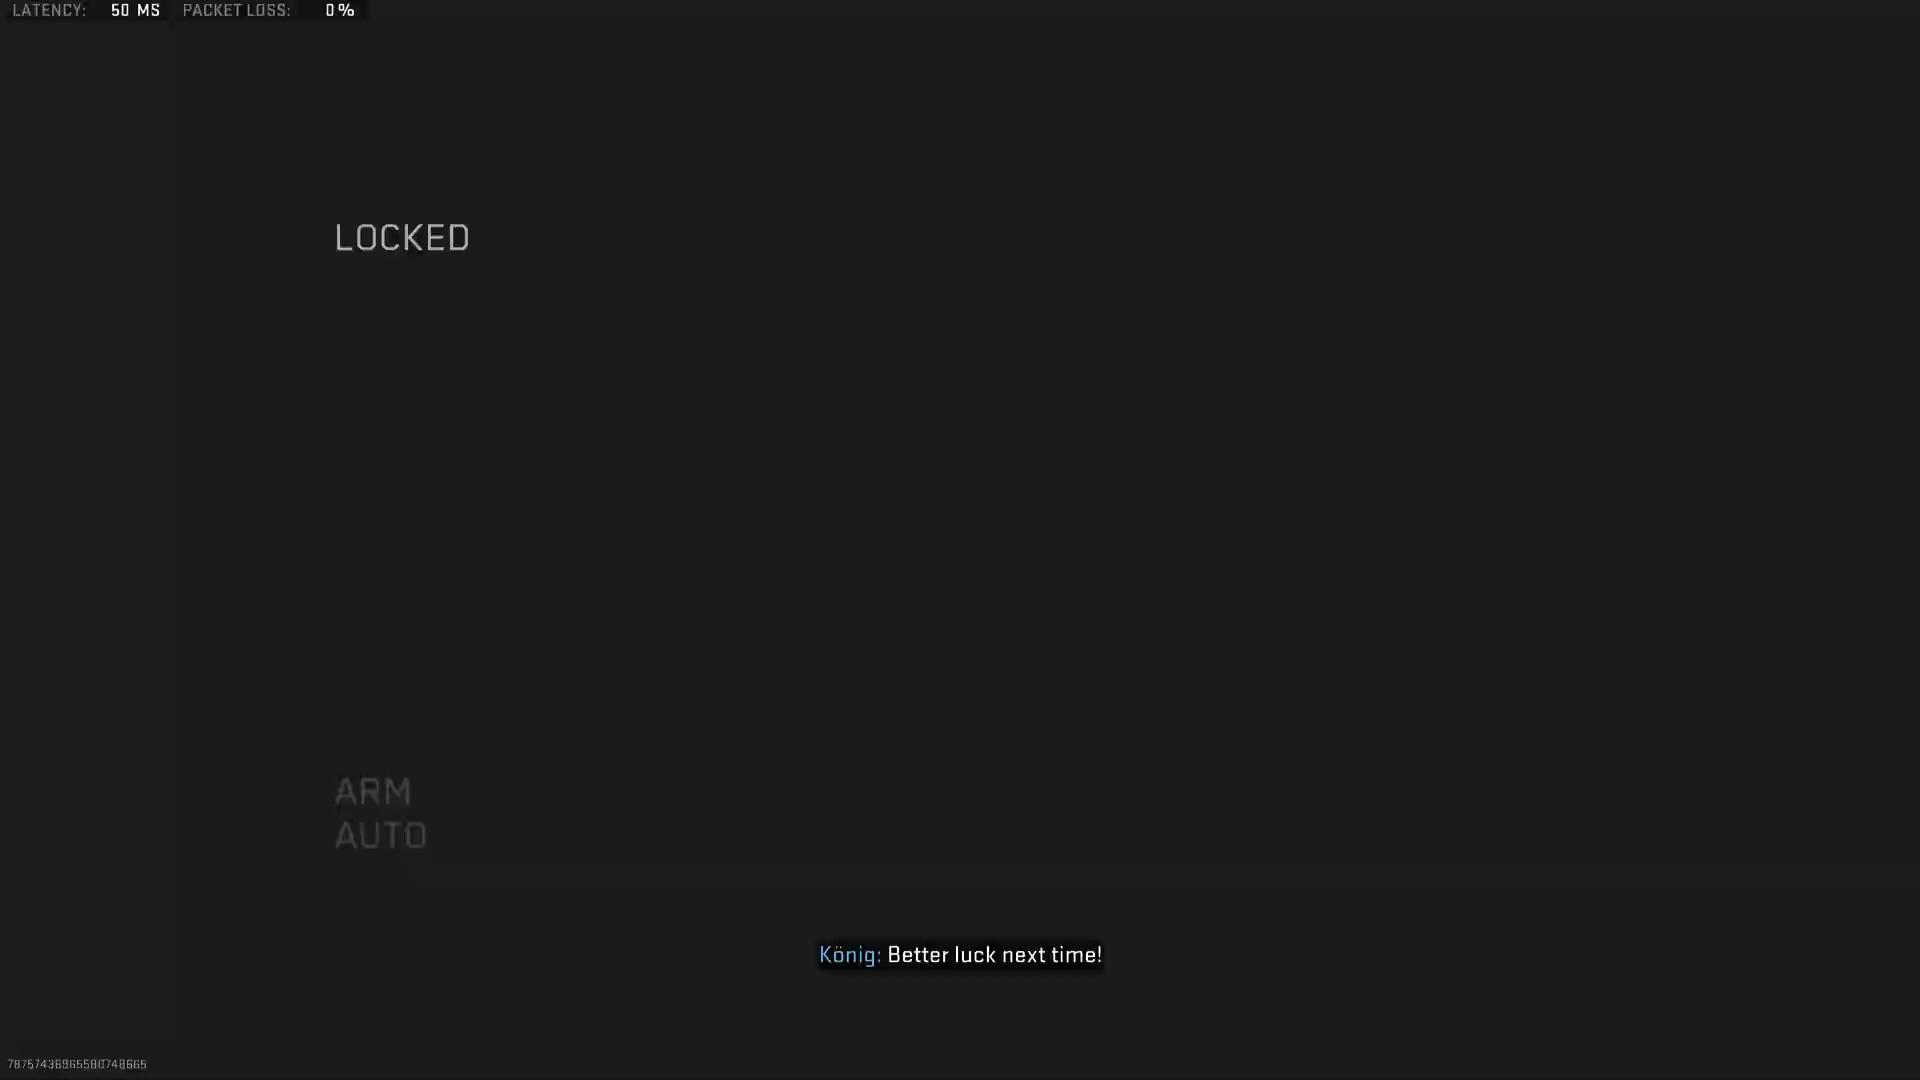 LATENCY: 50 MS PACKET LOSS: 0%
LOCKED
ARM
AUTO
König: Better luck next time!